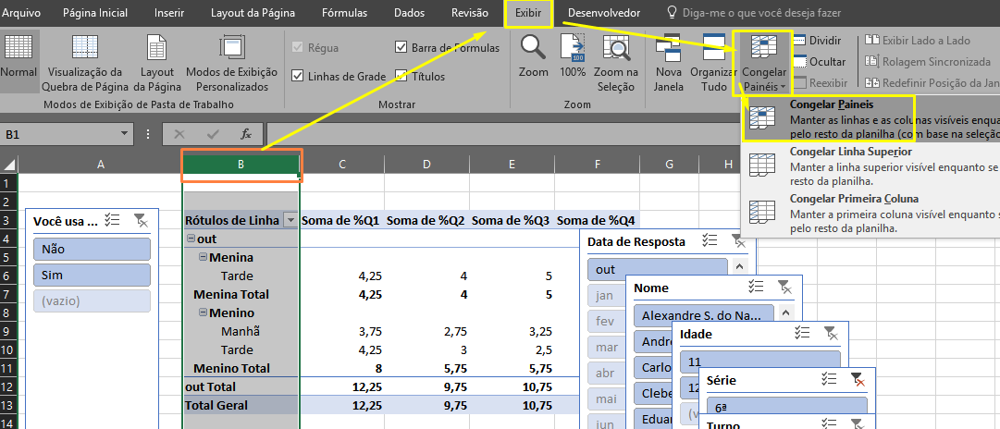 Arquivo Página Inicial Inserir Layout da Página Fórmulas Dados Revisão Exibir Desenvolvedor Diga-me o que você deseja fazer
Normal
Visualização da Quebra de Página
Layout da Página
Modos de Exibição Personalizados
Modos de Exibição de Pasta de Trabalho
Régua
Barra de Fórmulas
Linhas de Grade
Títulos
Mostrar
Zoom
100
100%
Zoom na Seleção
Zoom
Nova Janela
Organizar Tudo
Congelar Painéis
Dividir
Ocultar
Reexibir
Exibir Lado a Lado
Rolagem Sincronizada
Redefinir Posição da Jan
Congelar Paineis
Manter as linhas e as colunas visíveis enqua
pelo resto da planilha (com base na seleção
Congelar Linha Superior
Manter a linha superior visível enquanto se
resto da planilha.
Congelar Primeira Coluna
Manter a primeira coluna visível enquanto s
pelo resto da planilha.
B1 fx
A B C D E F G H
1
2
3 Rótulos de Linha Soma de %Q1 Soma de %Q2 Soma de %Q3 Soma de %Q4
4 out
5 Menina
6 Tarde 4,25 4 5
7 Menina Total 4,25 4 5
8 Menino
9 Manhã 3,75 2,75 3,25
10 Tarde 4,25 3 2,5
11 Menino Total 8 5,75 5,75
12 out Total 12,25 9,75 10,75
13 Total Geral 12,25 9,75 10,75
14
Você usa ...
Não
Sim
(vazio)
Data de Resposta
out
jan
fev
mar
abr
mai
jun
Nome
Alexandre S. do Na...
André
Carlo
Clebe
Eduar
Idade
11
12
(v
Série
6ª
Turno